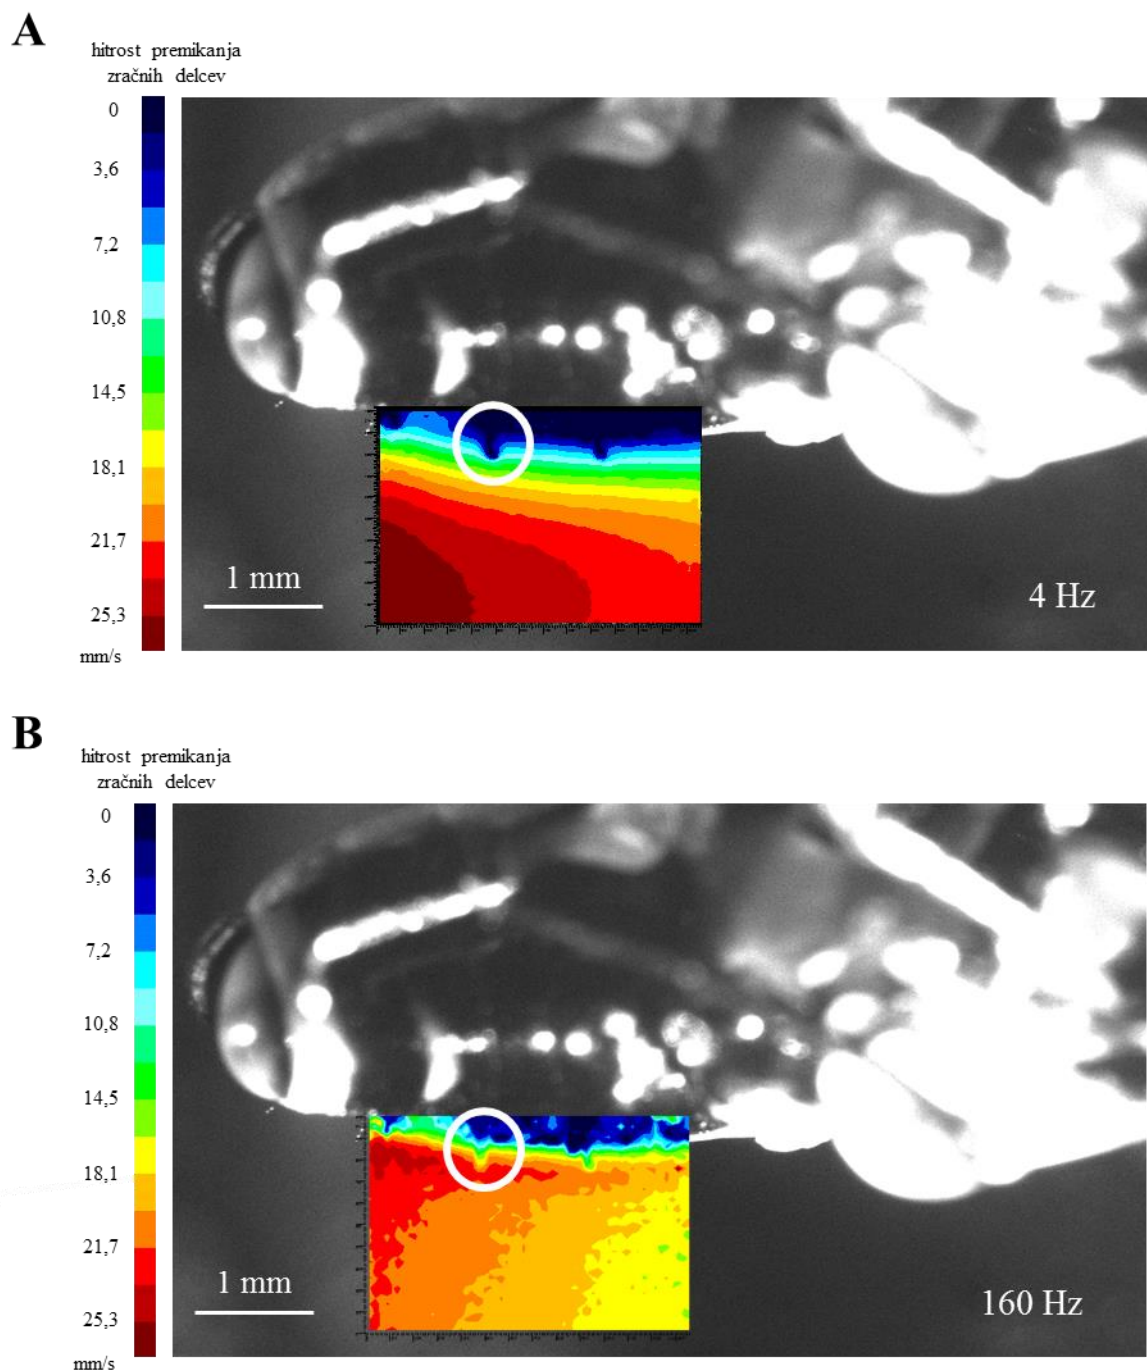 A
hitrost premikanja
zračnih delcev
0
3,6
7,2
10,8
14,5
18,1
21,7
25,3
mm/s
1 mm
4 Hz
B
hitrost premikanja
zračnih delcev
0
3,6
7,2
10,8
14,5
18,1
21,7
25,3
mm/s
1 mm
160 Hz